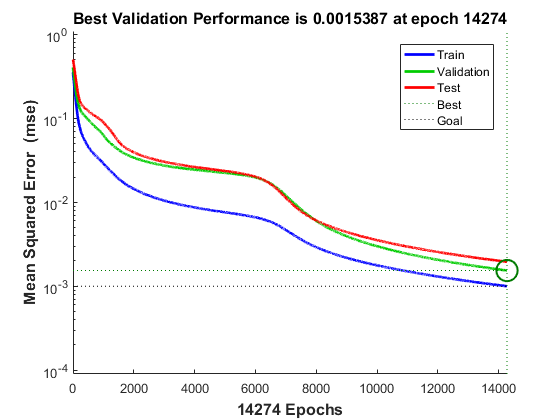 Best Validation Performance is 0.0015387 at epoch 14274
Mean Squared Error (mse)
10^0
10^-1
10^-2
10^-3
10^-4
Train
Validation
Test
Best
Goal
0 2000 4000 6000 8000 10000 12000 14000
14274 Epochs